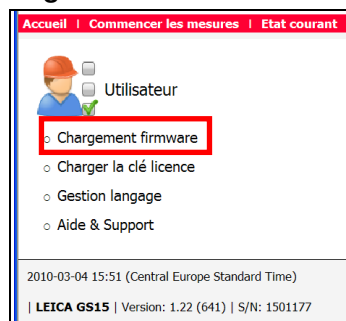 Accueil | Commencer les mesures | Etat courant
Utilisateur
○ Chargement firmware
○ Charger la clé licence
○ Gestion langage
○ Aide & Support
2010-03-04 15:51 (Central Europe Standard Time)
| LEICA GS15 | Version: 1.22 (641) | S/N: 1501177